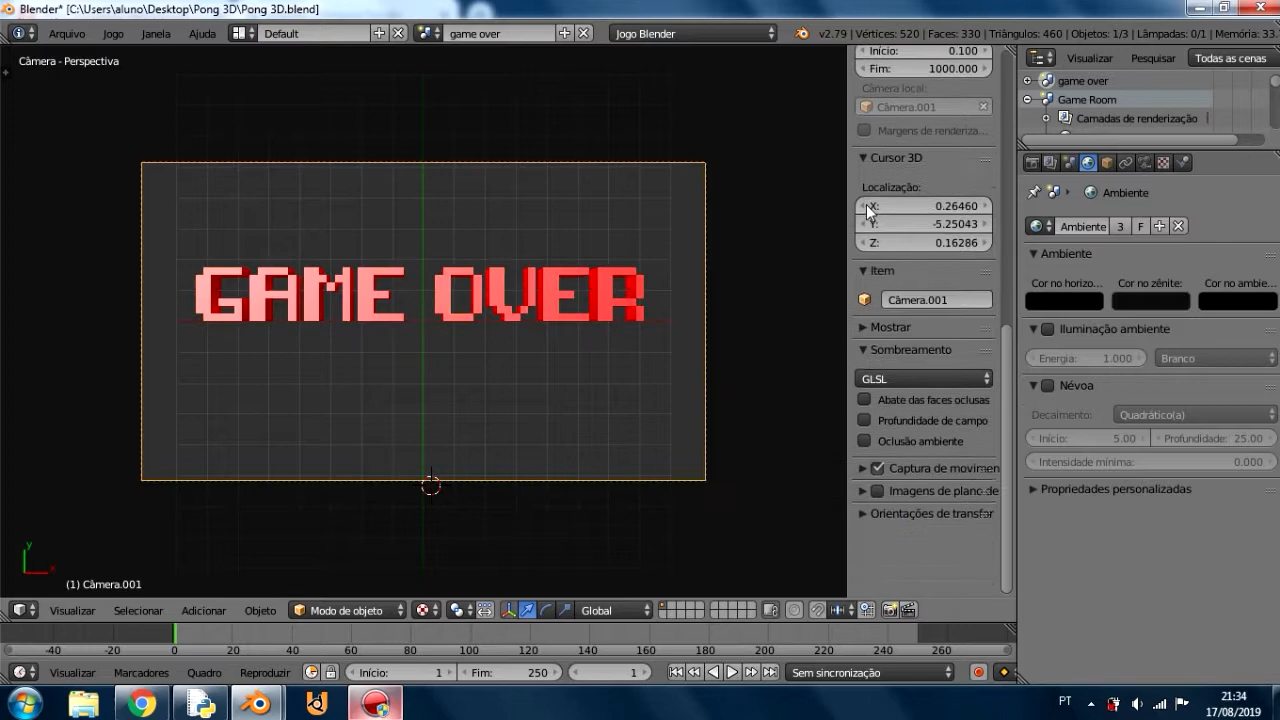 Blender* [C:\Users\aluno\Desktop\Pong 3D\Pong 3D.blend]
Arquivo Jogo Janela Ajuda Default game over Jogo Blender v2.79 | Vértices: 520 | Faces: 330 | Triângulos: 460 | Objetos: 1/3 | Lâmpadas: 0/1 | Memória: 33.
Câmera - Perspectiva
GAME OVER
(1) Câmera.001
y
x
Início: 0.100
Fim: 1000.000
Câmera local:
Câmera.001
Margens de renderiza...
Cursor 3D
Localização:
X: 0.26460
Y: -5.25043
Z: 0.16286
Item
Câmera.001
Mostrar
Sombreamento
GLSL
Abate das faces oclusas
Profundidade de campo
Oclusão ambiente
Captura de movimen
Imagens de plano de
Orientações de transfor
Visualizar Pesquisar Todas as cenas
game over
Game Room
Camadas de renderização
Ambiente
Ambiente 3 F
Ambiente
Cor no horizo... Cor no zênite: Cor no ambie...
Iluminação ambiente
Energia: 1.000 Branco
Névoa
Decaimento: Quadrático(a)
Início: 5.00 Profundidade: 25.00
Intensidade mínima: 0.000
Propriedades personalizadas
Visualizar Selecionar Adicionar Objeto Modo de objeto Global
-40 -20 0 20 40 60 80 100 120 140 160 180 200 220 240 260
Visualizar Marcadores Quadro Reproduzir Início: 1 Fim: 250 1 Sem sincronização
PT 21:34
17/08/2019